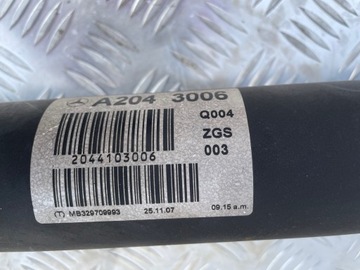 A204 3006
Q004
ZGS
003
2044103006
(T) MB329709993 25.11.07 09.15 a.m.